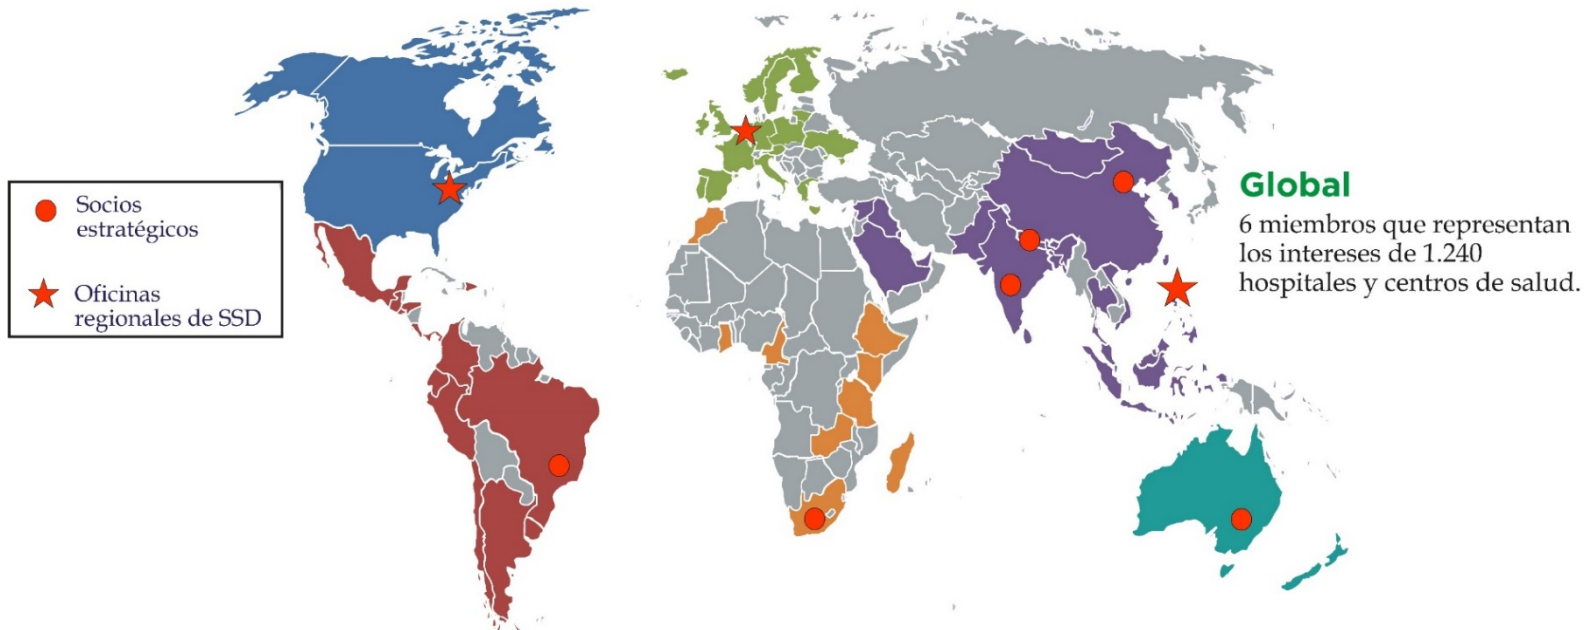 Socios
estratégicos
Oficinas
regionales de SSD
Global
6 miembros que representan
los intereses de 1.240
hospitales y centros de salud.